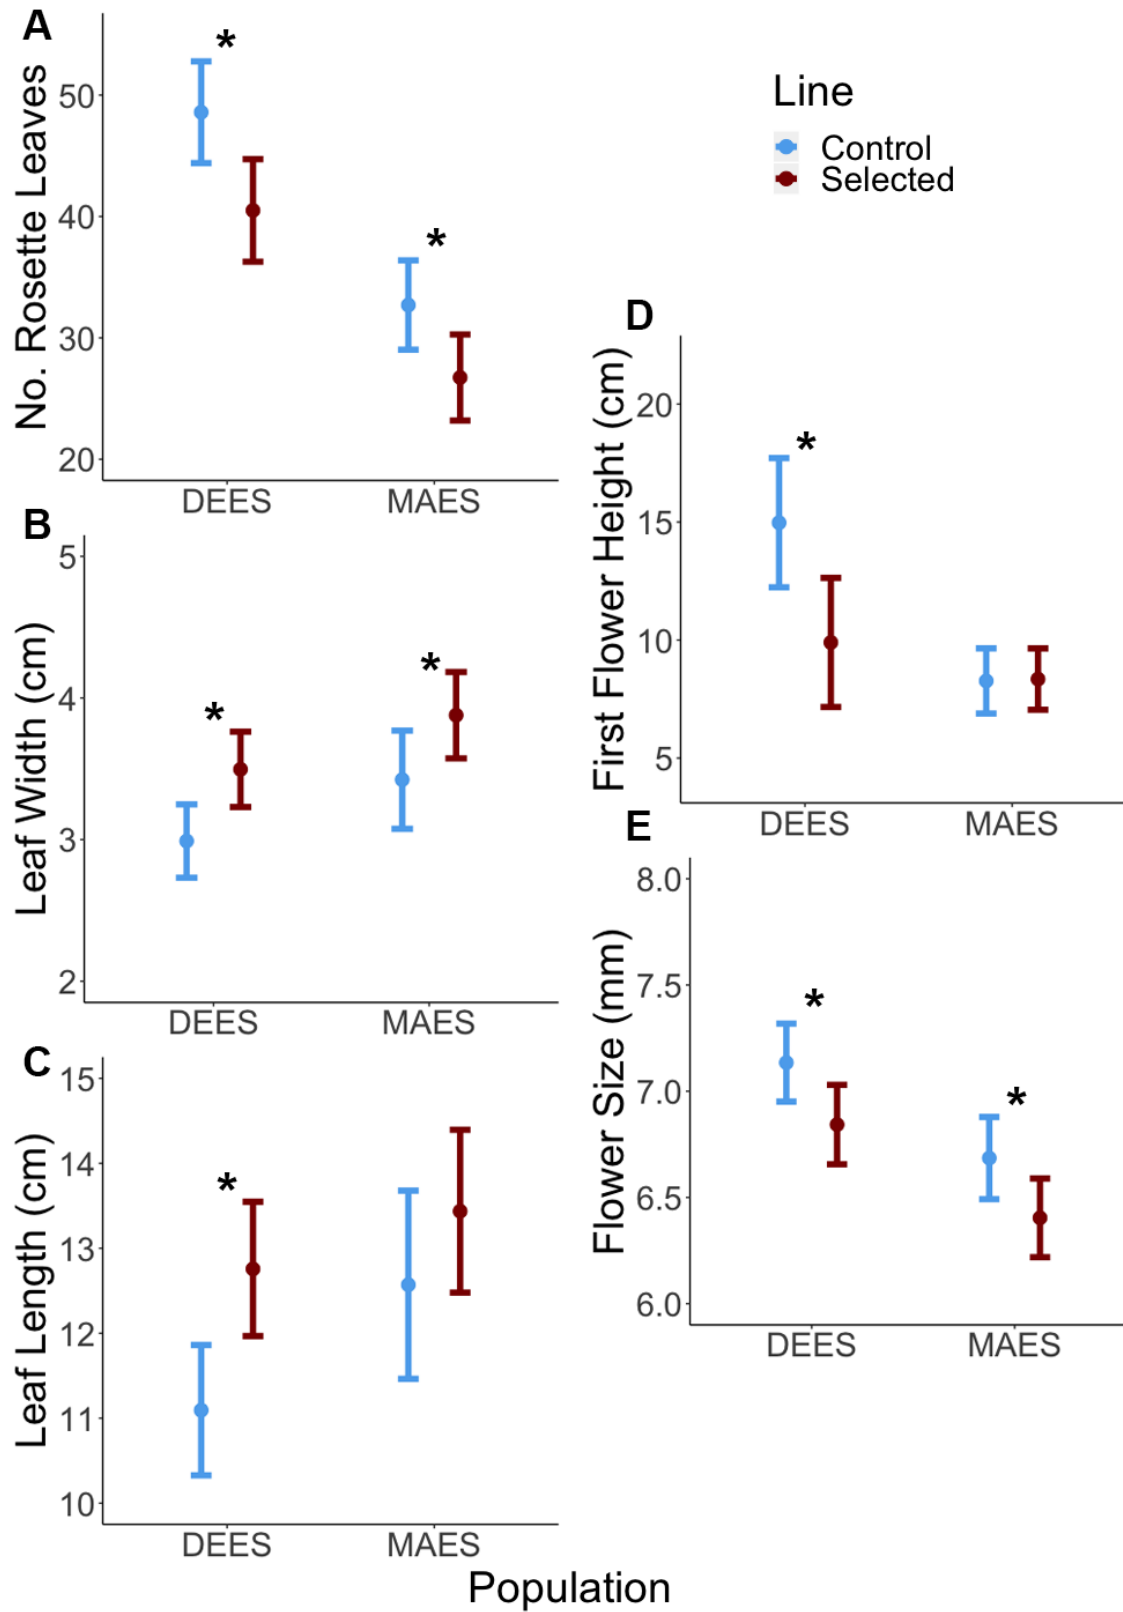 A
*
No. Rosette Leaves
50
40
30
20
*
DEES MAES
Line
Control
Selected
B
Leaf Width (cm)
5
4
3
2
*
*
DEES MAES
C
Leaf Length (cm)
15
14
13
12
11
10
*
DEES MAES
D
First Flower Height (cm)
20
15
10
5
*
DEES MAES
E
Flower Size (mm)
8.0
7.5
7.0
6.5
6.0
*
*
DEES MAES
Population